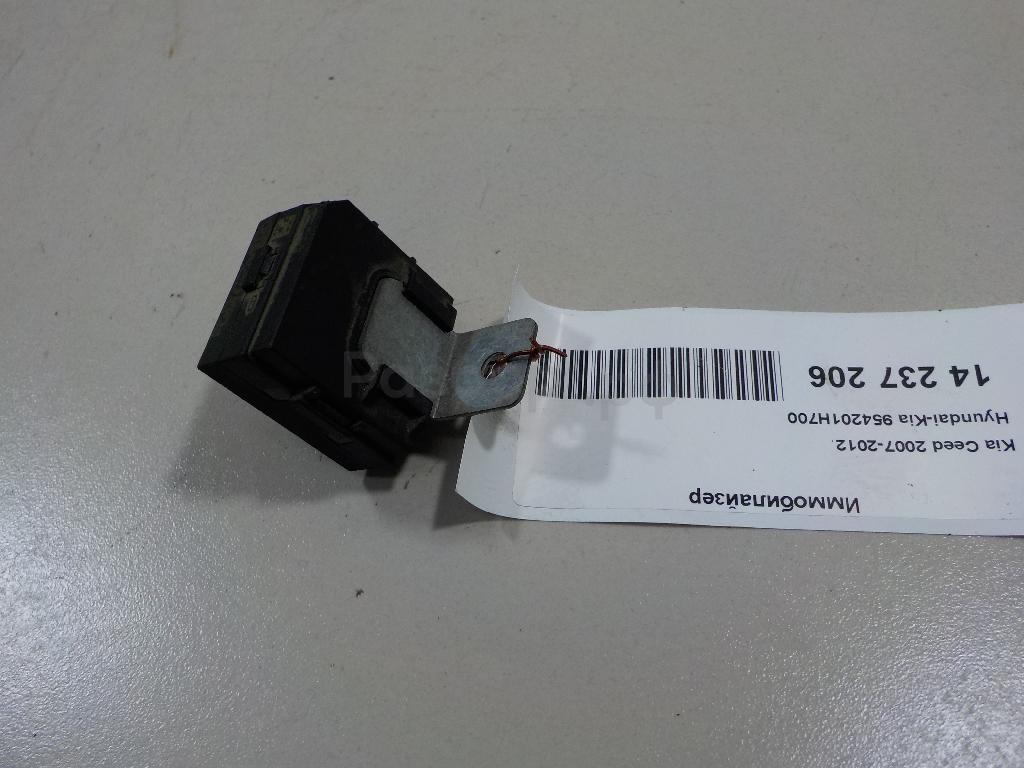 Иммобилайзер
Kia Ceed 2007-2012.
Hyundai-Kia 954201H700
14 237 206